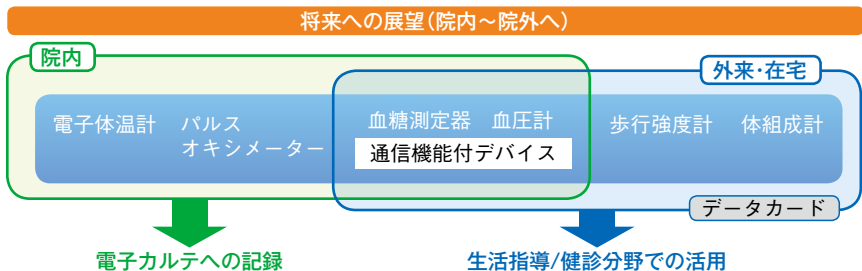 将来への展望(院内～院外へ)
院内
外来・在宅
電子体温計 パルス
オキシメーター
血糖測定器 血圧計
通信機能付デバイス
歩行強度計 体組成計
データカード
電子カルテへの記録
生活指導/健診分野での活用